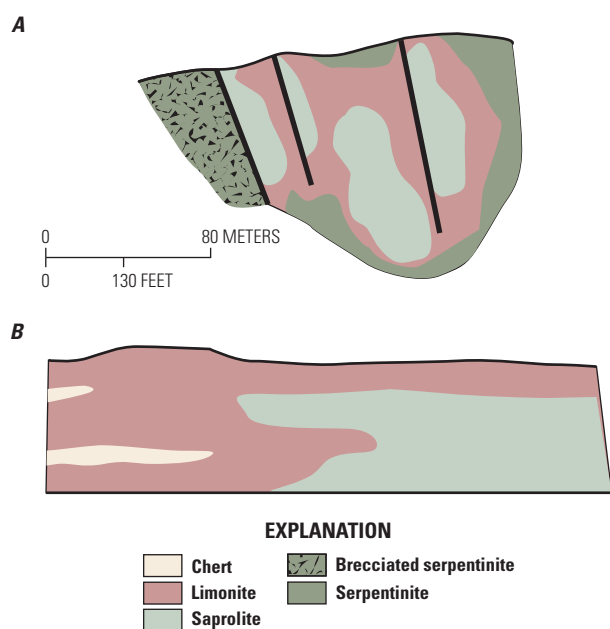 A
0 80 METERS
0 130 FEET
B
EXPLANATION
Chert
Limonite
Saprolite
Brecciated serpentinite
Serpentinite